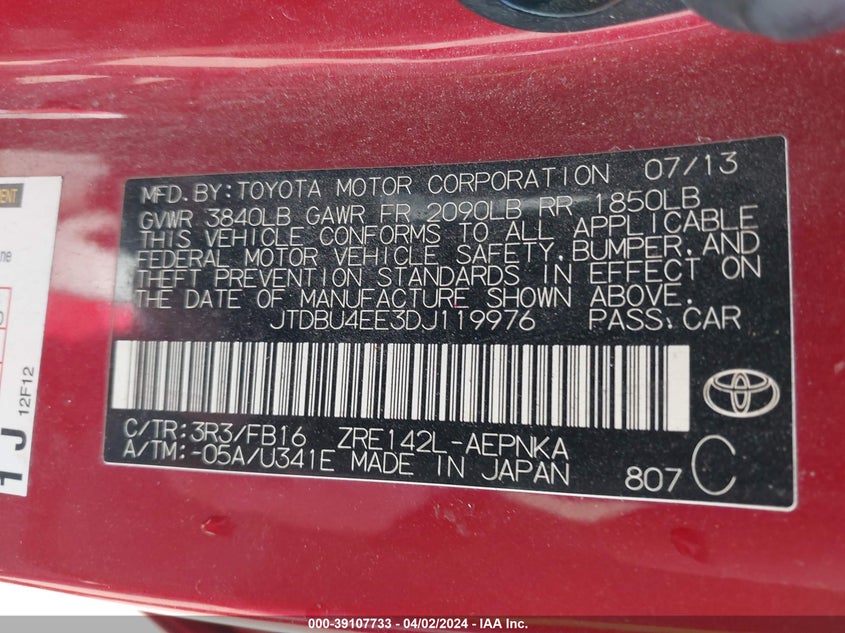 MFD. BY: TOYOTA MOTOR CORPORATION 07/13
GVWR 3840LB GAWR FR 2090LB RR 1850LB
THIS VEHICLE CONFORMS TO ALL APPLICABLE
FEDERAL MOTOR VEHICLE SAFETY, BUMPER, AND
THEFT PREVENTION STANDARDS IN EFFECT ON
THE DATE OF MANUFACTURE SHOWN ABOVE.
JTDBU4EE3DJ119976 PASS. CAR
C/TR: 3R3/FB16 ZRE142L-AEPNKA
A/TM: -05A/U341E MADE IN JAPAN 807 C
12F12
000-39107733 - 04/02/2024 - IAA Inc.